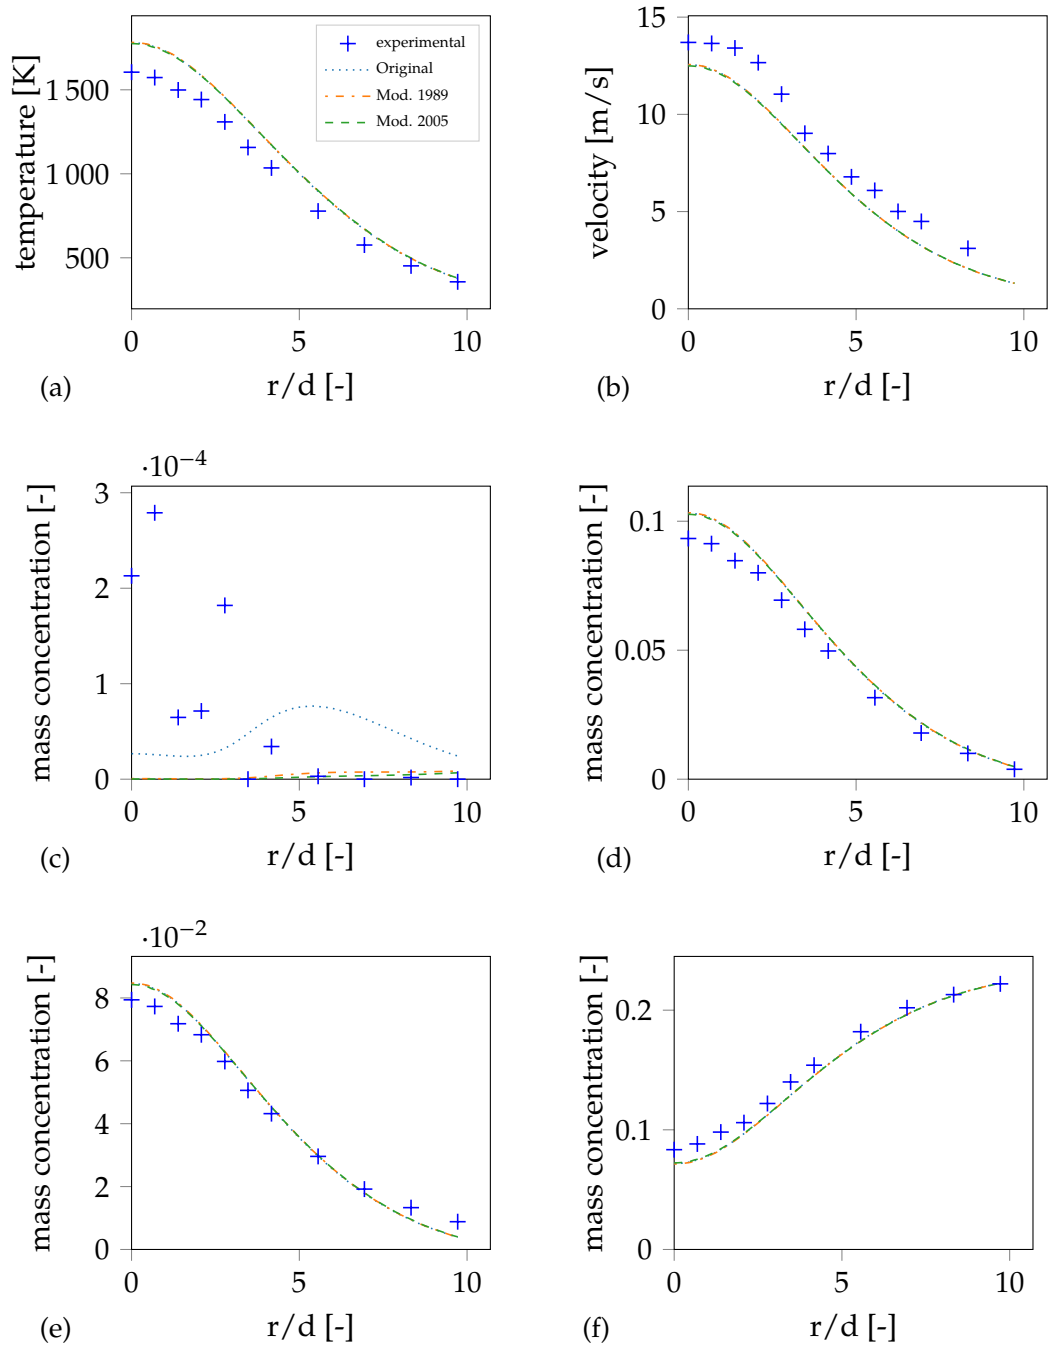 temperature [K]
1 500
1 000
500
0
5
10
r/d [-]
(a)
experimental
Original
Mod. 1989
Mod. 2005
velocity [m/s]
15
10
5
0
0
5
10
r/d [-]
(b)
·10⁻⁴
mass concentration [-]
3
2
1
0
0
5
10
r/d [-]
(c)
mass concentration [-]
0.1
0.05
0
0
5
10
r/d [-]
(d)
·10⁻²
mass concentration [-]
8
6
4
2
0
0
5
10
r/d [-]
(e)
mass concentration [-]
0.2
0.1
0
0
5
10
r/d [-]
(f)